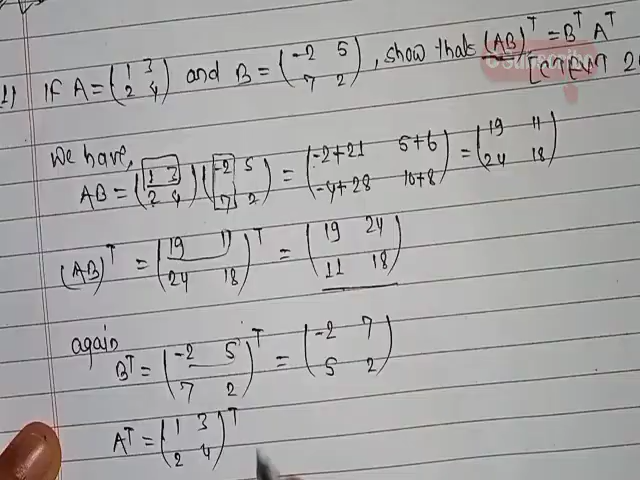 1) If A = (1 3 2 4) and B = (-2 5 7 2), show that (AB)^T = B^T A^T
We have,
AB = (1 3 2 4)(-2 5 7 2) = (-2+21 5+6 -4+28 10+8) = (19 11 24 18)
(AB)^T = (19 11 24 18)^T = (19 24 11 18)
again
B^T = (-2 5 7 2)^T = (-2 7 5 2)
A^T = (1 3 2 4)^T